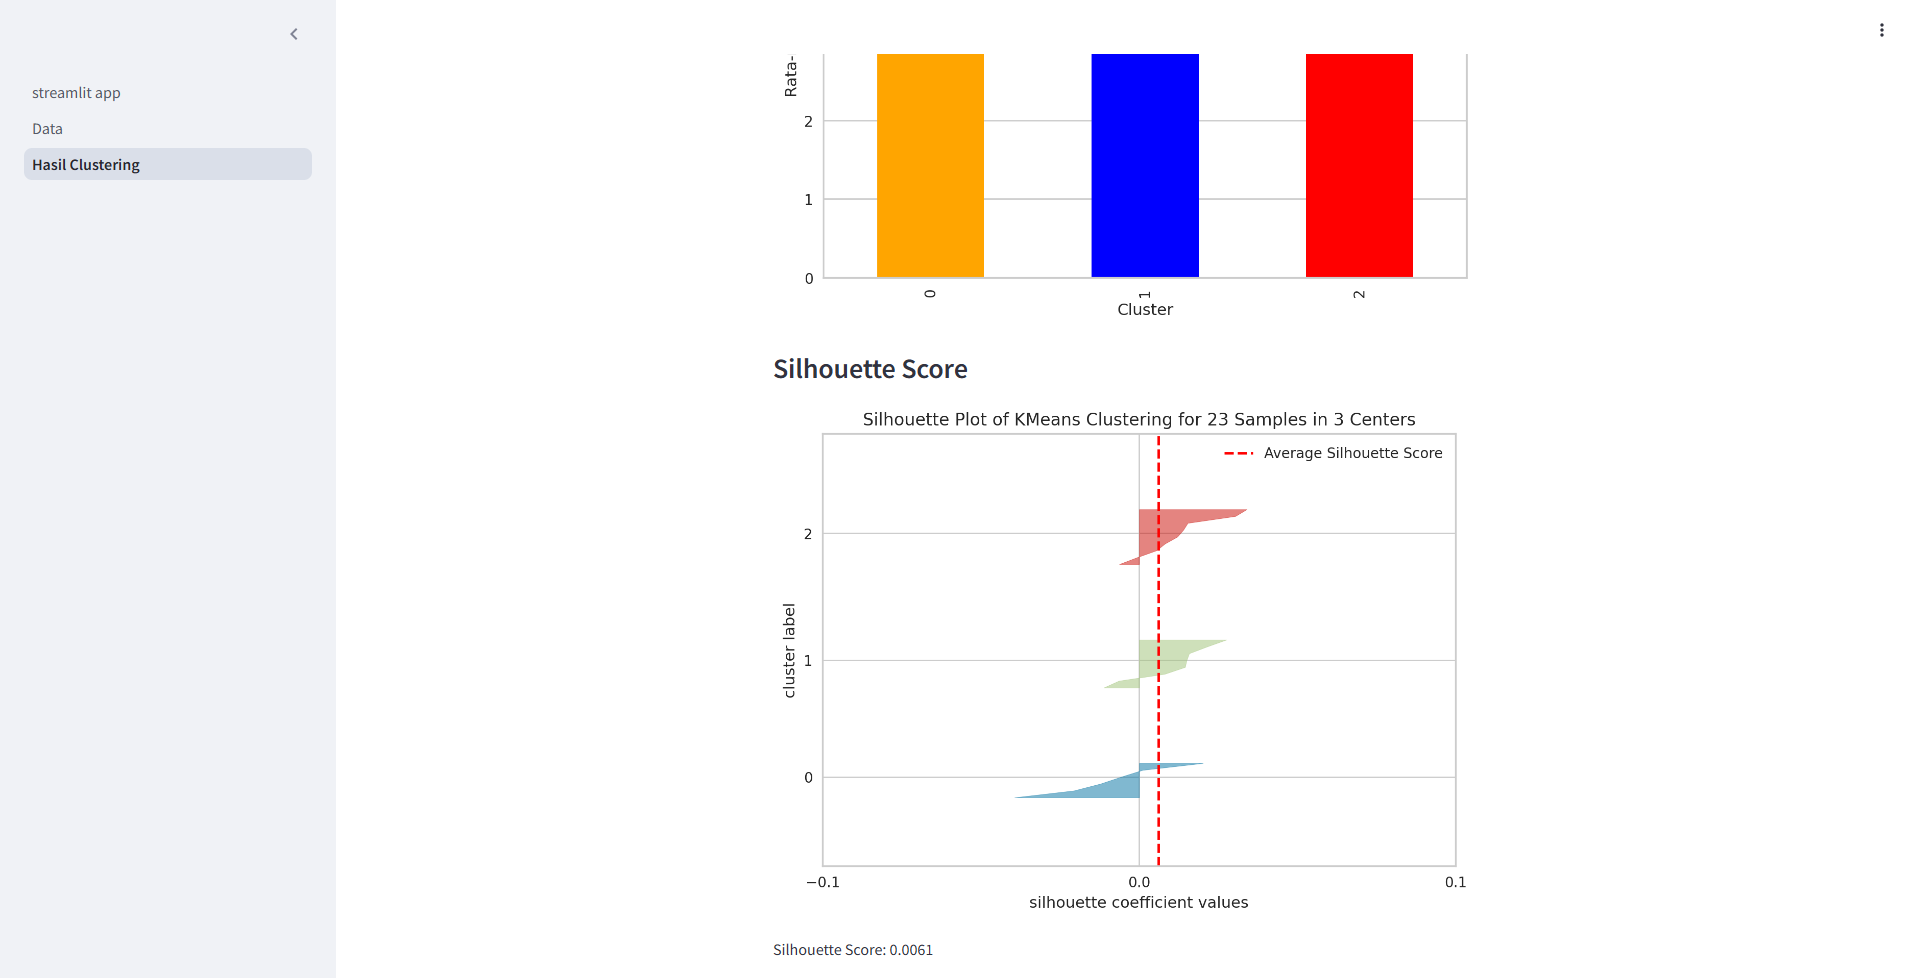 streamlit app
Data
Hasil Clustering
Rata-
2
1
0
0 1 2
Cluster
Silhouette Score
Silhouette Plot of KMeans Clustering for 23 Samples in 3 Centers
Average Silhouette Score
cluster label
2
1
0
−0.1 0.0 0.1
silhouette coefficient values
Silhouette Score: 0.0061